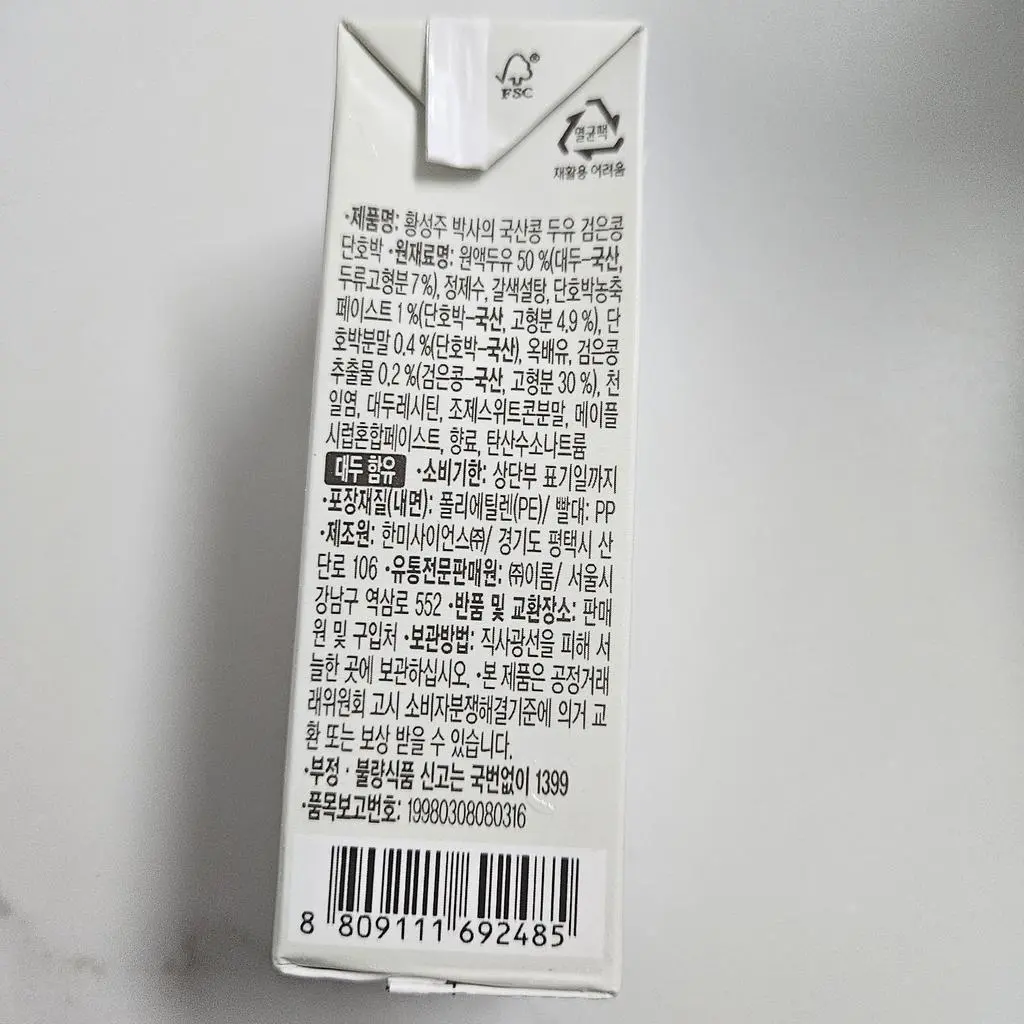 FSC®
열균팩
재활용 어려움
•제품명: 황성주 박사의 국산콩 두유 검은콩
단호박 •원재료명: 원액두유 50 %(대두-국산,
두류고형분 7%), 정제수, 갈색설탕, 단호박농축
페이스트 1 %(단호박-국산, 고형분 4.9 %), 단
호박분말 0.4 %(단호박-국산), 옥배유, 검은콩
추출물 0.2 %(검은콩-국산, 고형분 30 %), 천
일염, 대두레시틴, 조제스위트콘분말, 메이플
시럽혼합페이스트, 향료, 탄산수소나트륨
대두 함유 •소비기한: 상단부 표기일까지
•포장재질(내면): 폴리에틸렌(PE)/ 빨대: PP
•제조원: 한미사이언스㈜/ 경기도 평택시 산
단로 106 •유통전문판매원: ㈜이롬/ 서울시
강남구 역삼로 552 •반품 및 교환장소: 판매
원 및 구입처 •보관방법: 직사광선을 피해 서
늘한 곳에 보관하십시오. •본 제품은 공정거래
래위원회 고시 소비자분쟁해결기준에 의거 교
환 또는 보상 받을 수 있습니다.
•부정 · 불량식품 신고는 국번없이 1399
•품목보고번호: 19980308080316
8 809111 692485